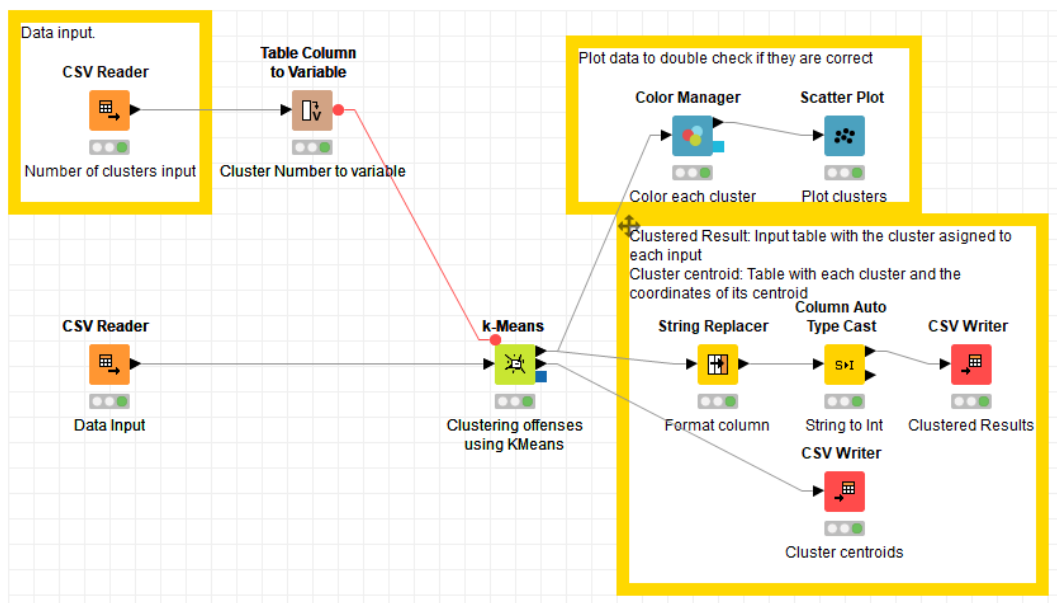 Data input.
CSV Reader
Number of clusters input
Table Column
to Variable
V
Cluster Number to variable
Plot data to double check if they are correct
Color Manager
Color each cluster
Scatter Plot
Plot clusters
CSV Reader
Data Input
k-Means
Clustering offenses
using KMeans
Clustered Result: Input table with the cluster asigned to
each input
Cluster centroid: Table with each cluster and the
coordinates of its centroid
String Replacer
Format column
Column Auto
Type Cast
S▸I
String to Int
CSV Writer
Clustered Results
CSV Writer
Cluster centroids